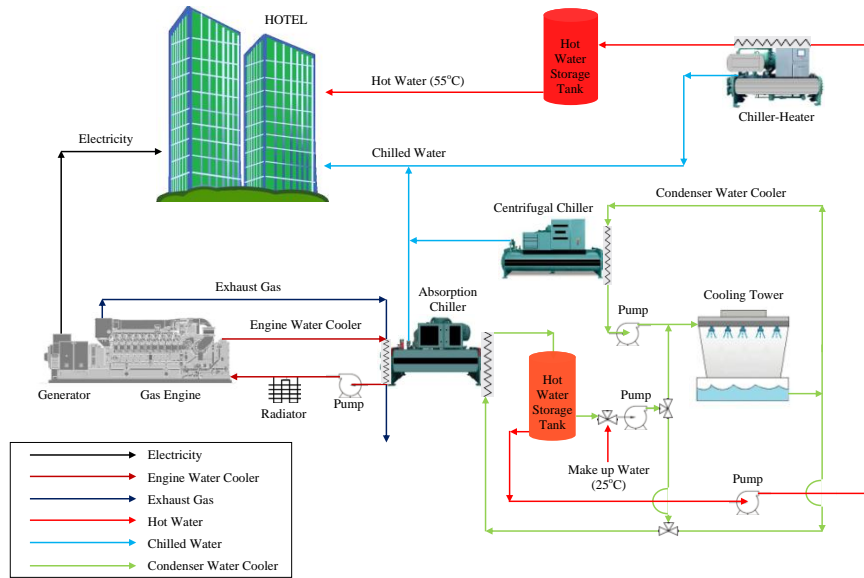 HOTEL
Hot
Water
Storage
Tank
Hot Water (55°C)
Chiller-Heater
Electricity
Chilled Water
Condenser Water Cooler
Centrifugal Chiller
Exhaust Gas
Absorption
Chiller
Pump
Cooling Tower
Engine Water Cooler
Generator
Gas Engine
Radiator
Pump
Hot
Water
Storage
Tank
Pump
Make up Water
(25°C)
Pump
Electricity
Engine Water Cooler
Exhaust Gas
Hot Water
Chilled Water
Condenser Water Cooler